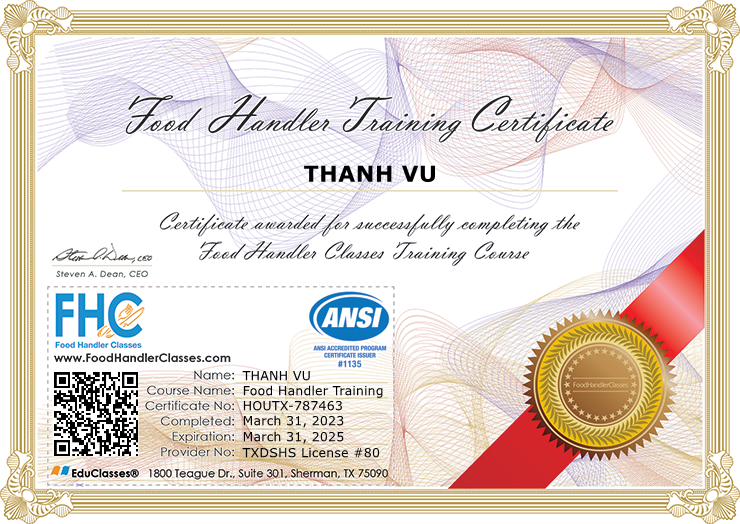 Food Handler Training Certificate
THANH VU
Certificate awarded for successfully completing the
Food Handler Classes Training Course
Steven A. Dean, CEO
FHC
Food Handler Classes
www.FoodHandlerClasses.com
ANSI
ANSI ACCREDITED PROGRAM
CERTIFICATE ISSUER
#1135
Name: THANH VU
Course Name: Food Handler Training
Certificate No: HOUTX-787463
Completed: March 31, 2023
Expiration: March 31, 2025
Provider No: TXDSHS License #80
EduClasses® 1800 Teague Dr., Suite 301, Sherman, TX 75090
FoodHandlerClasses